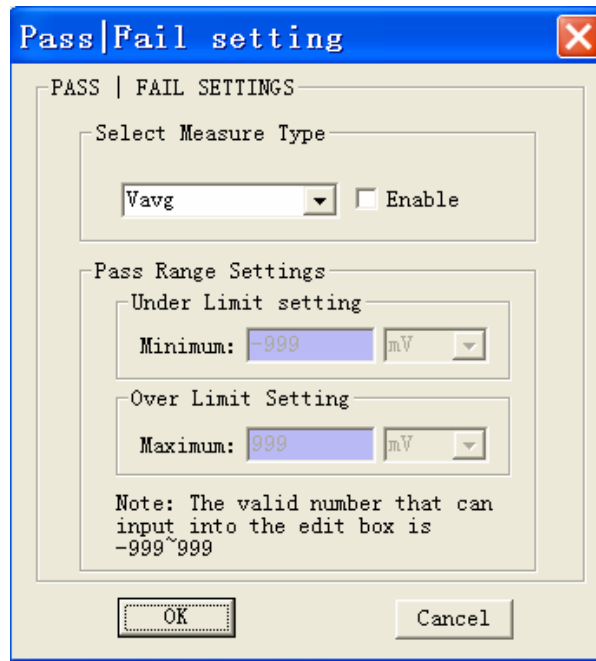 Pass|Fail setting
PASS | FAIL SETTINGS
Select Measure Type
Vavg
Enable
Pass Range Settings
Under Limit setting
Minimum: -999 mV
Over Limit Setting
Maximum: 999 mV
Note: The valid number that can
input into the edit box is
-999~999
OK
Cancel